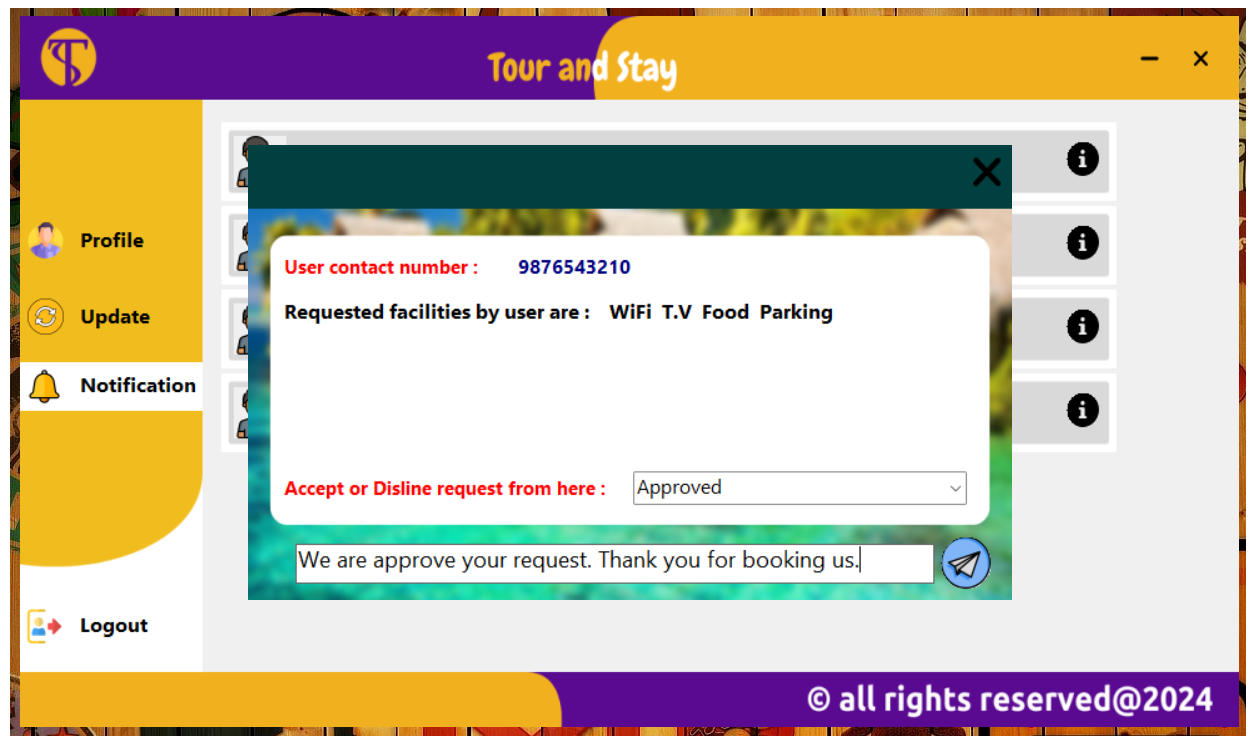 Tour and Stay
Profile
Update
Notification
Logout
User contact number : 9876543210
Requested facilities by user are : WiFi T.V Food Parking
Accept or Disline request from here : Approved
We are approve your request. Thank you for booking us.
© all rights reserved@2024